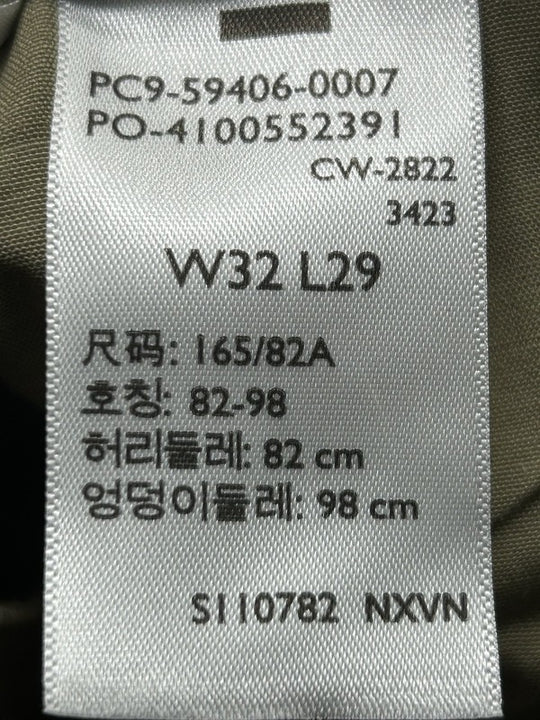 PC9-59406-0007
PO-4100552391
CW-2822
3423
W32 L29
尺码: 165/82A
호칭: 82-98
허리둘레: 82 cm
엉덩이둘레: 98 cm
S110782 NXVN